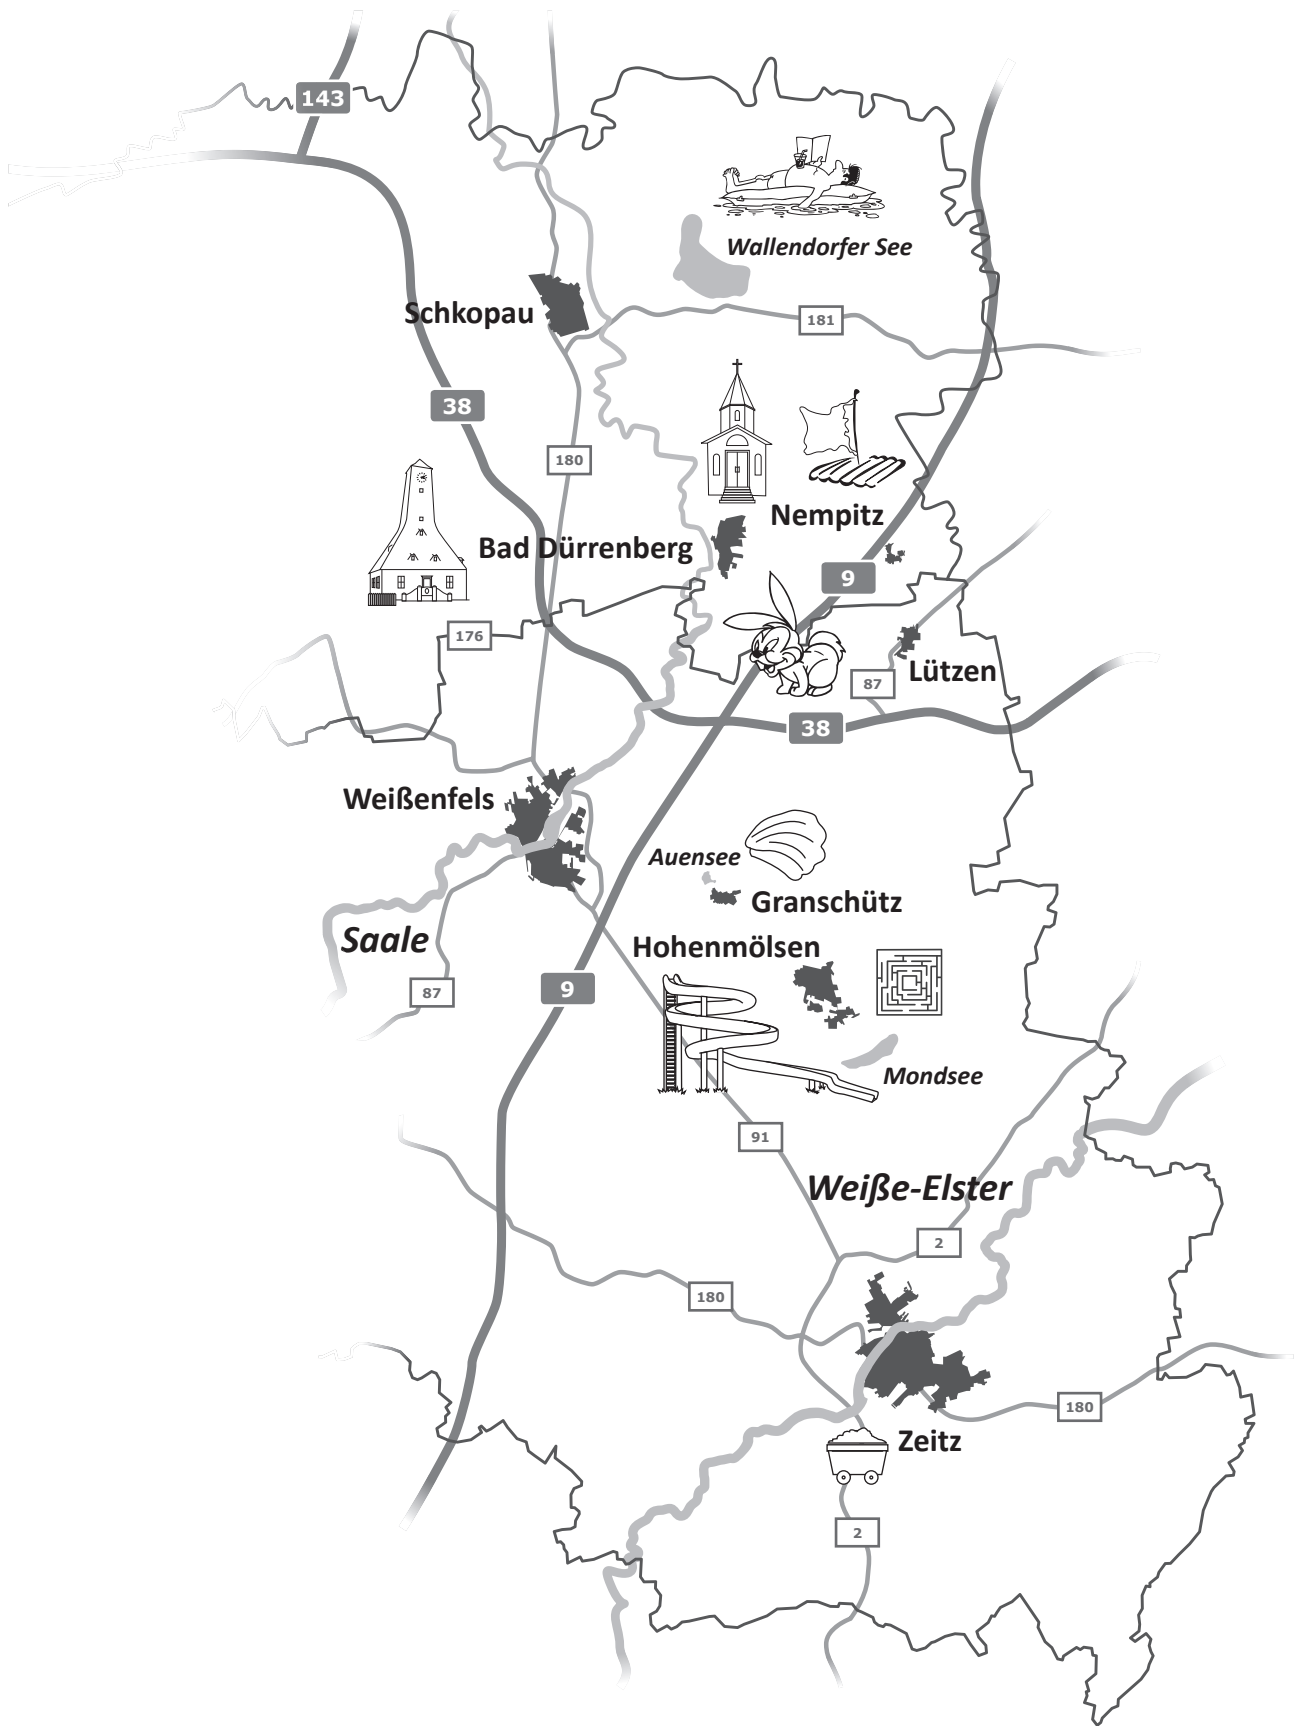 143
Wallendorfer See
Schkopau
181
38
180
Nempitz
Bad Dürrenberg
9
176
Lützen
87
38
Weißenfels
Auensee
Granschütz
Saale
Hohenmölsen
9
87
Mondsee
91
Weiße-Elster
2
180
180
Zeitz
2